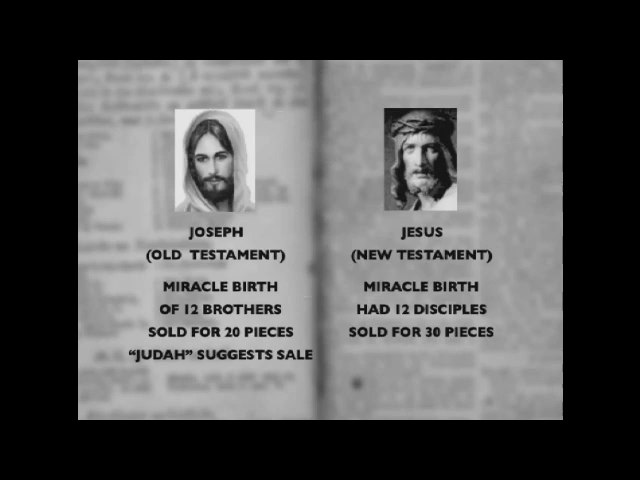 JOSEPH
(OLD TESTAMENT)
MIRACLE BIRTH
OF 12 BROTHERS
SOLD FOR 20 PIECES
“JUDAH” SUGGESTS SALE
JESUS
(NEW TESTAMENT)
MIRACLE BIRTH
HAD 12 DISCIPLES
SOLD FOR 30 PIECES